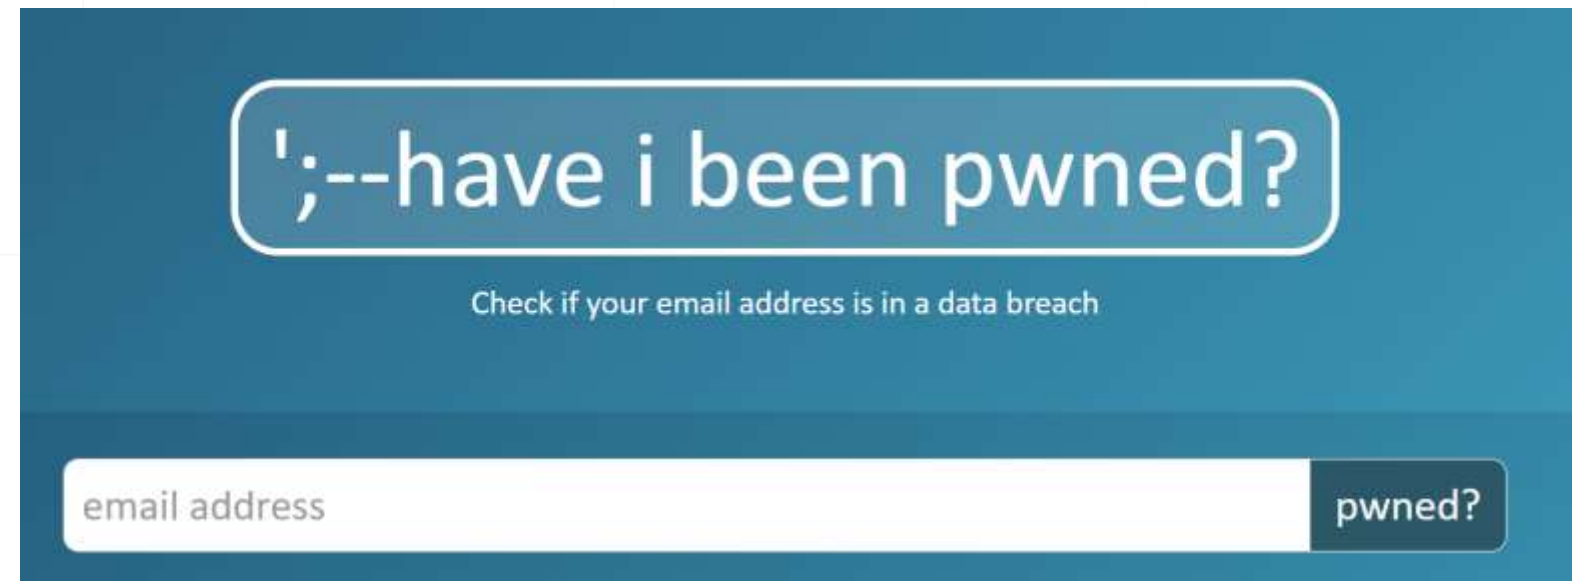 ';--have i been pwned?
Check if your email address is in a data breach
email address
pwned?